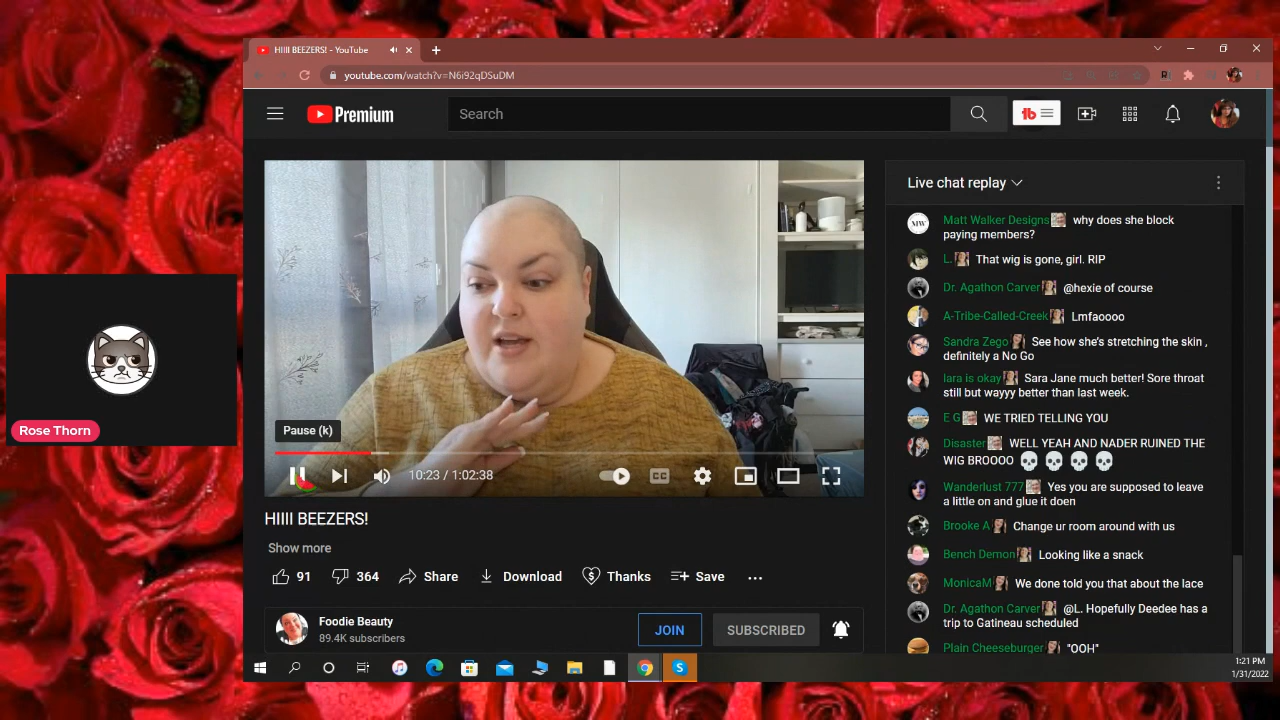 HIIII BEEZERS! - YouTube
youtube.com/watch?v=N6i92qDSuDM
Premium
Search
Live chat replay
Matt Walker Designs why does she block
paying members?
L. That wig is gone, girl. RIP
Dr. Agathon Carver @hexie of course
A-Tribe-Called-Creek Lmfaoooo
Sandra Zego See how she's stretching the skin ,
definitely a No Go
lara is okay Sara Jane much better! Sore throat
still but wayyy better than last week.
E G WE TRIED TELLING YOU
Disaster WELL YEAH AND NADER RUINED THE
WIG BROOOO
Wanderlust 777 Yes you are supposed to leave
a little on and glue it doen
Brooke A Change ur room around with us
Bench Demon Looking like a snack
MonicaM We done told you that about the lace
Dr. Agathon Carver @L. Hopefully Deedee has a
trip to Gatineau scheduled
Plain Cheeseburger "OOH"
Rose Thorn
Pause (k)
10:23 / 1:02:38
CC
HIIII BEEZERS!
Show more
91
364
Share
Download
Thanks
Save
Foodie Beauty
89.4K subscribers
JOIN
SUBSCRIBED
1:21 PM
1/31/2022